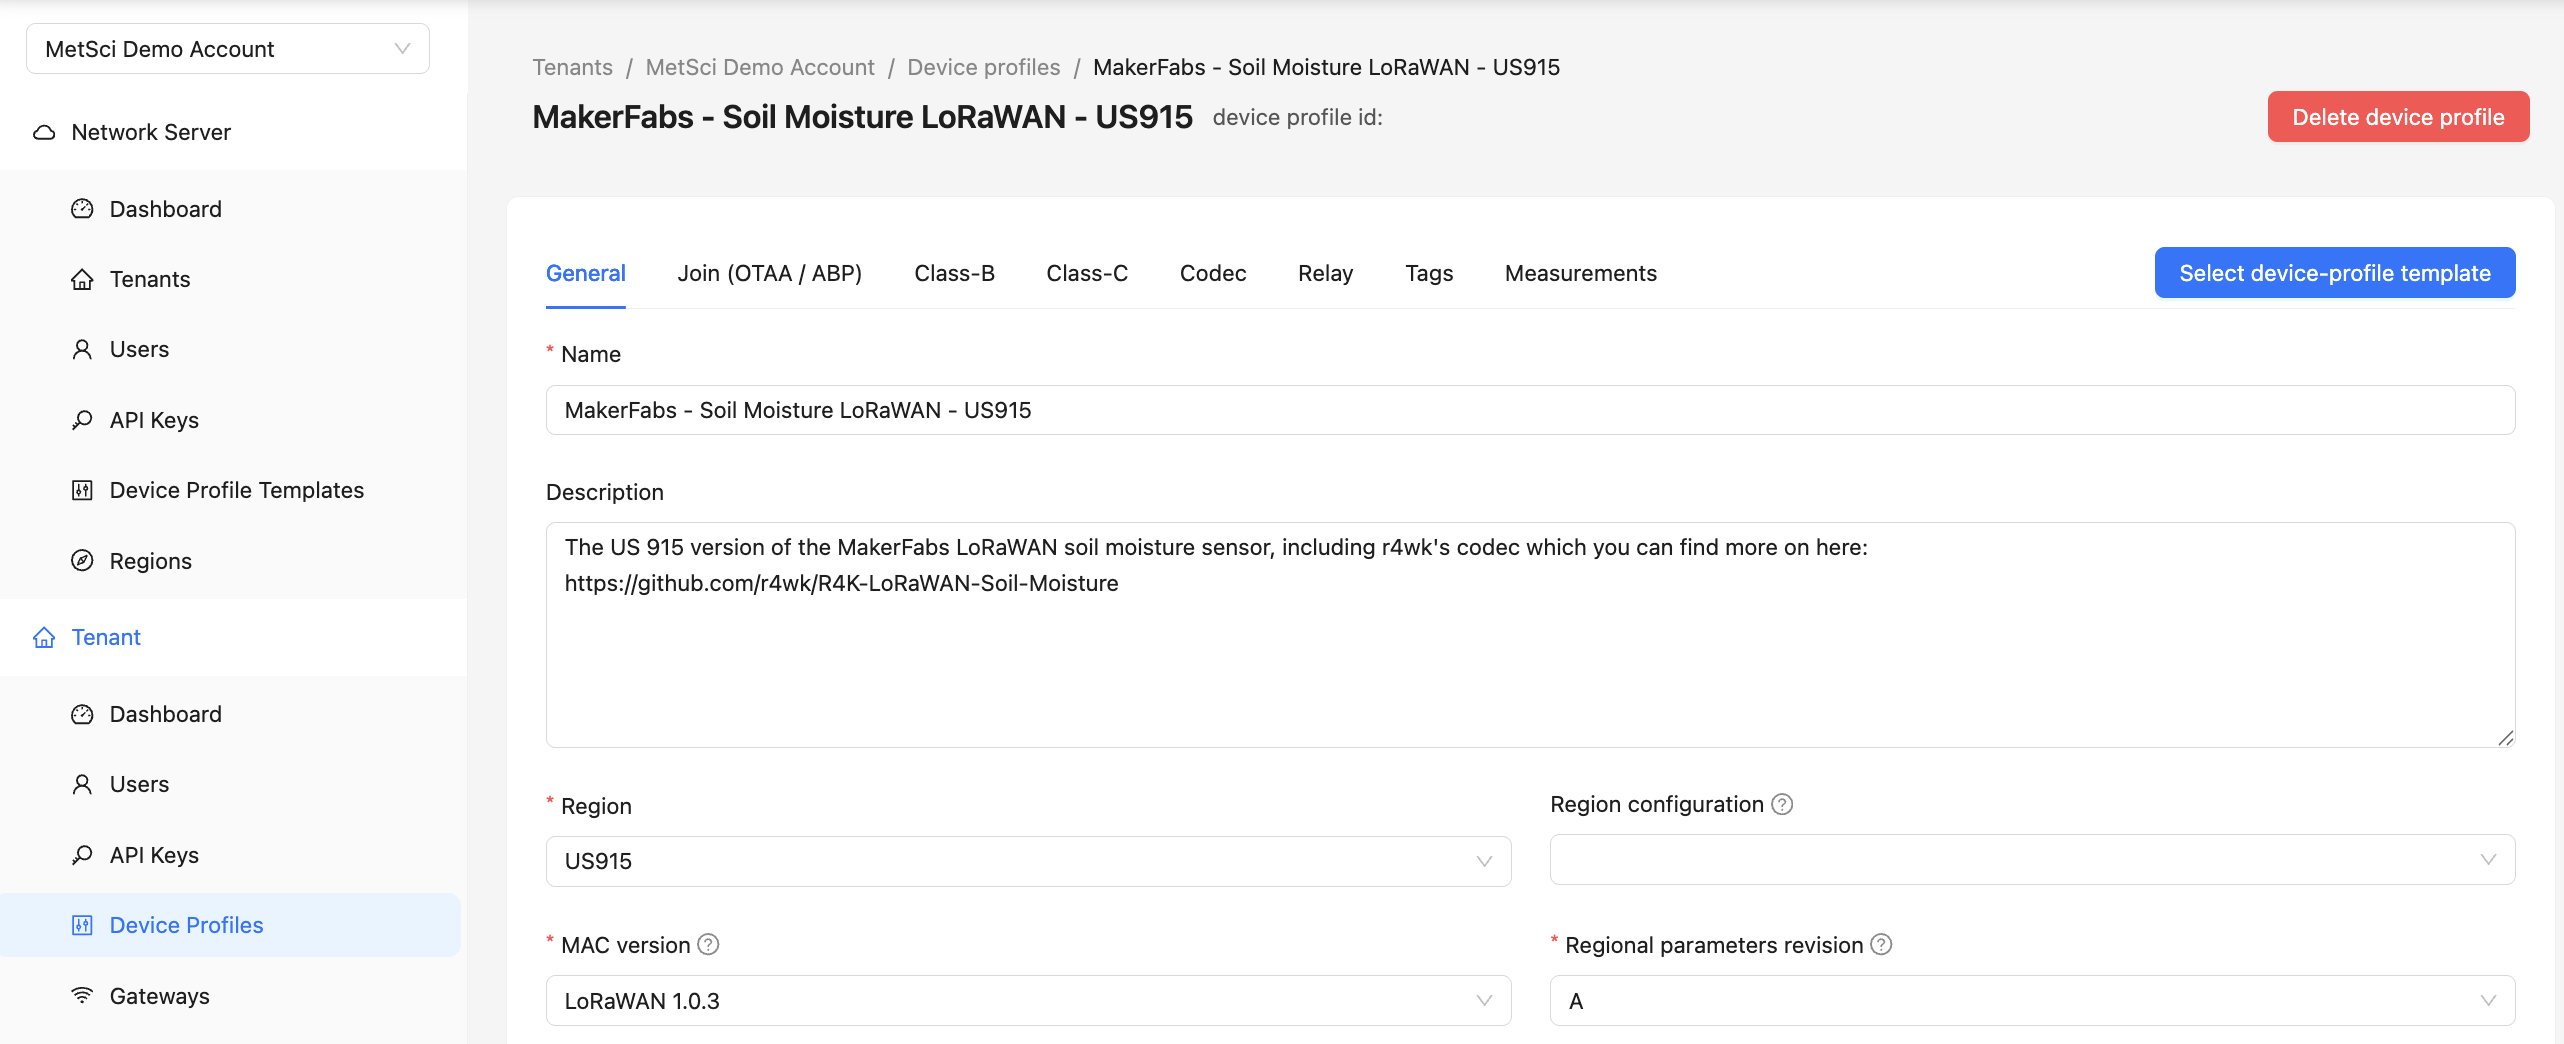 MetSci Demo Account
Network Server
Dashboard
Tenants
Users
API Keys
Device Profile Templates
Regions
Tenant
Dashboard
Users
API Keys
Device Profiles
Gateways
Tenants / MetSci Demo Account / Device profiles / MakerFabs - Soil Moisture LoRaWAN - US915
MakerFabs - Soil Moisture LoRaWAN - US915 device profile id:
Delete device profile
General Join (OTAA / ABP) Class-B Class-C Codec Relay Tags Measurements
Select device-profile template
* Name
MakerFabs - Soil Moisture LoRaWAN - US915
Description
The US 915 version of the MakerFabs LoRaWAN soil moisture sensor, including r4wk's codec which you can find more on here:
https://github.com/r4wk/R4K-LoRaWAN-Soil-Moisture
* Region
US915
Region configuration ?
* MAC version ?
LoRaWAN 1.0.3
* Regional parameters revision ?
A